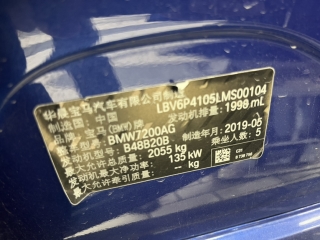 华晨宝马汽车有限公司
制造国: 中国 LBV6P4105LMS00104
品牌: 宝马(BMW)牌 发动机排量: 1998 mL
整车型号: BMW7200AG
发动机型号: B48B20B 制造年月: 2019-05
最大允许总质量: 2055 kg 乘坐人数: 5
发动机最大净功率: 135 kW
最大允许牵引质量: — kg